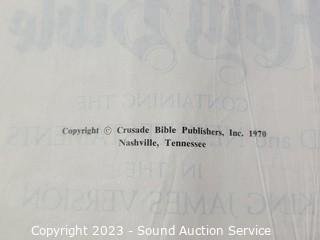 Holy Bible
CONTAINING THE
Copyright © Crusade Bible Publishers, Inc. 1970
Nashville, Tennessee
IN THE
KING JAMES VERSION
Copyright 2023 - Sound Auction Service